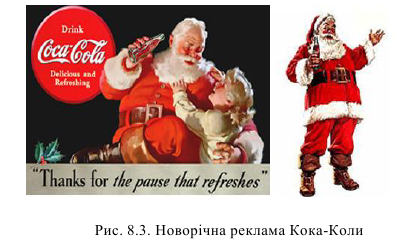 Drink
Coca-Cola
Delicious and
Refreshing
"Thanks for the pause that refreshes"
Рис. 8.3. Новорічна реклама Кока-Коли